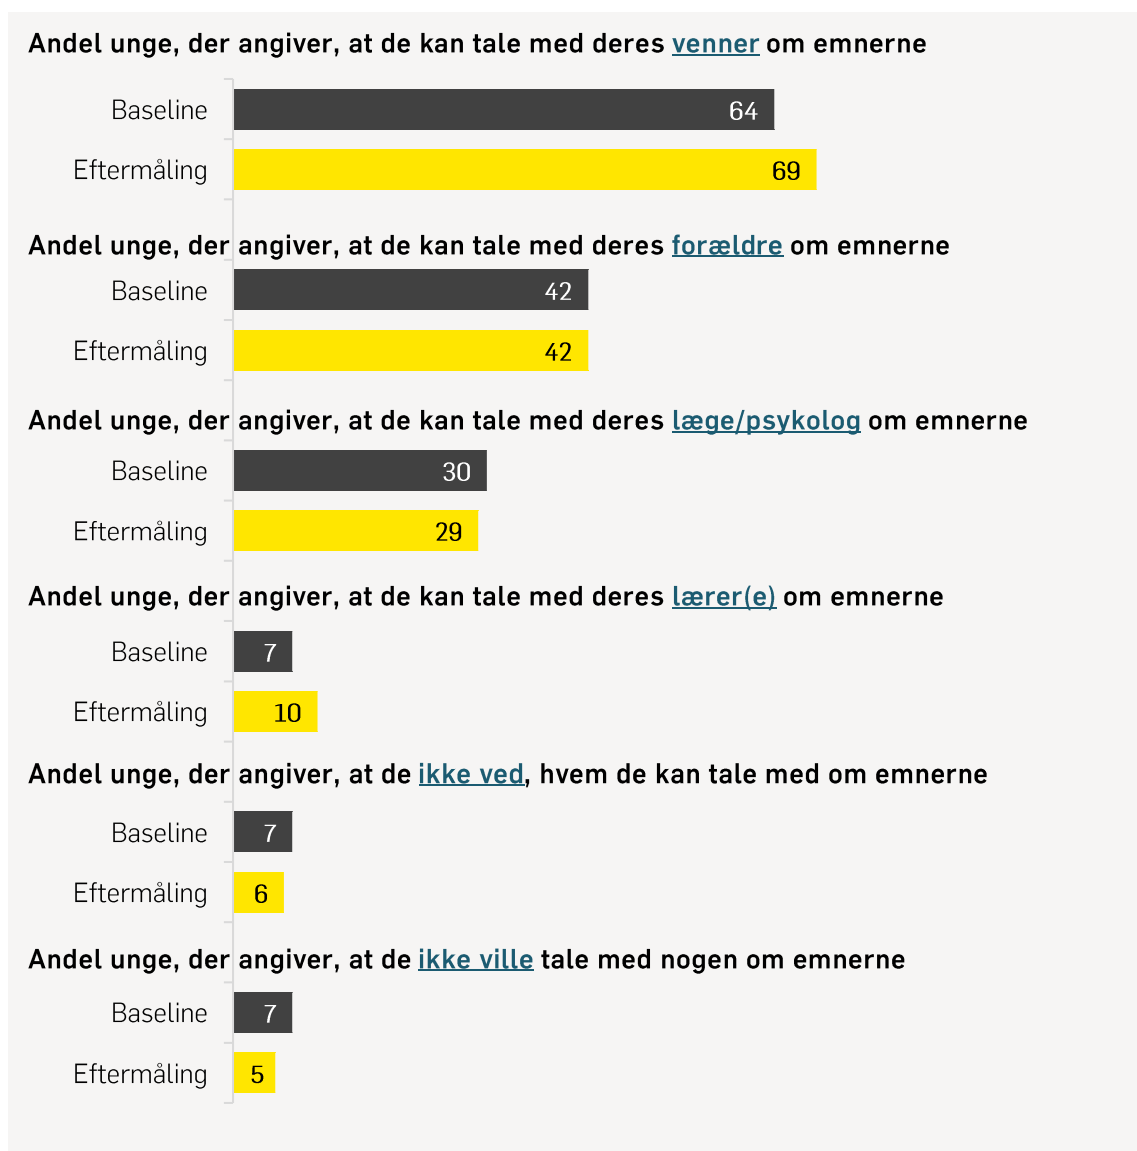 Andel unge, der angiver, at de kan tale med deres venner om emnerne
Baseline 64
Eftermåling 69
Andel unge, der angiver, at de kan tale med deres forældre om emnerne
Baseline 42
Eftermåling 42
Andel unge, der angiver, at de kan tale med deres læge/psykolog om emnerne
Baseline 30
Eftermåling 29
Andel unge, der angiver, at de kan tale med deres lærer(e) om emnerne
Baseline 7
Eftermåling 10
Andel unge, der angiver, at de ikke ved, hvem de kan tale med om emnerne
Baseline 7
Eftermåling 6
Andel unge, der angiver, at de ikke ville tale med nogen om emnerne
Baseline 7
Eftermåling 5